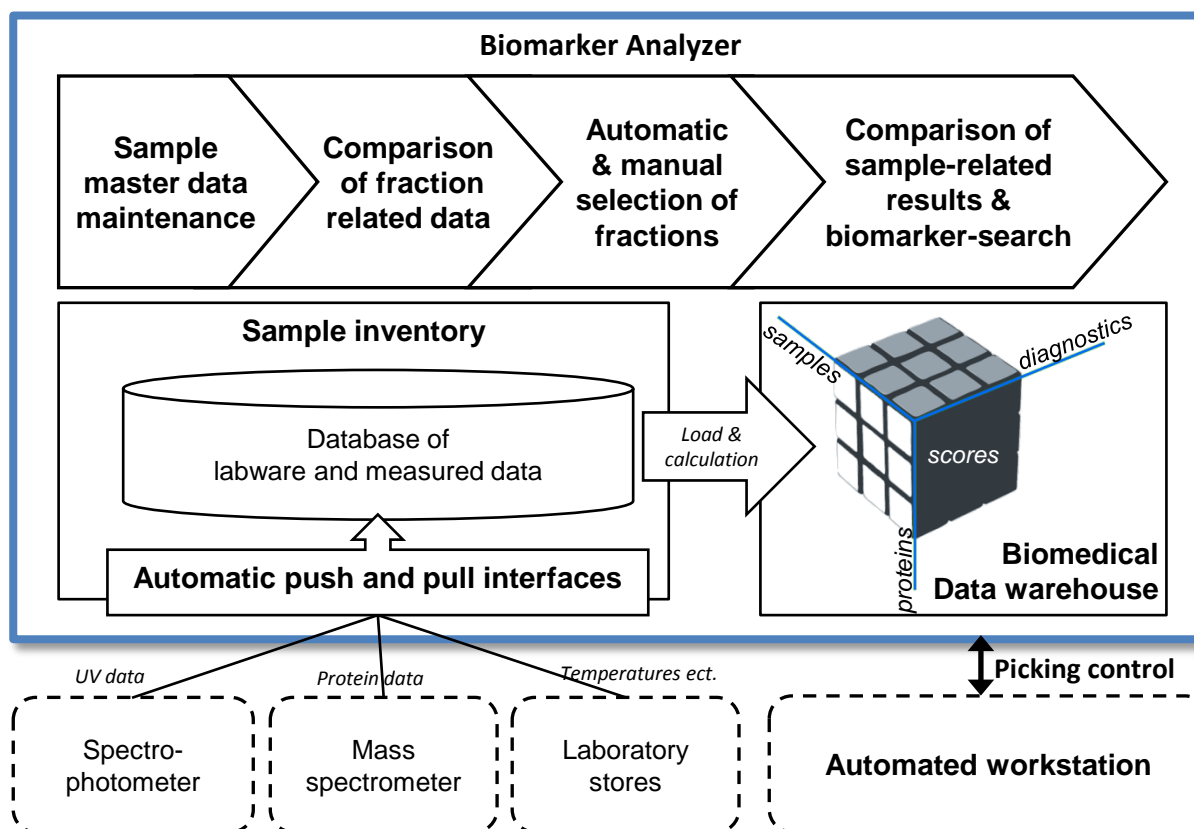 Biomarker Analyzer
Sample
master data
maintenance
Comparison
of fraction
related data
Automatic
& manual
selection of
fractions
Comparison of
sample-related
results &
biomarker-search
Sample inventory
Database of
labware and measured data
Automatic push and pull interfaces
Load &
calculation
samples
diagnostics
scores
proteins
Biomedical
Data warehouse
UV data
Protein data
Temperatures ect.
Picking control
Spectro-
photometer
Mass
spectrometer
Laboratory
stores
Automated workstation